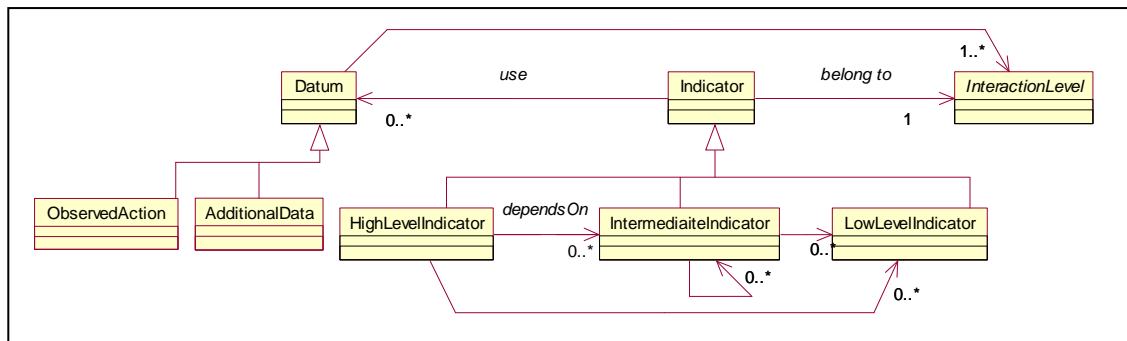 1..*
use
belong to
Datum
Indicator
InteractionLevel
0..*
1
ObservedAction
AdditionalData
HighLevelIndicator
dependsOn
IntermediaiteIndicator
LowLevelIndicator
0..*
0..*
0..*
0..*